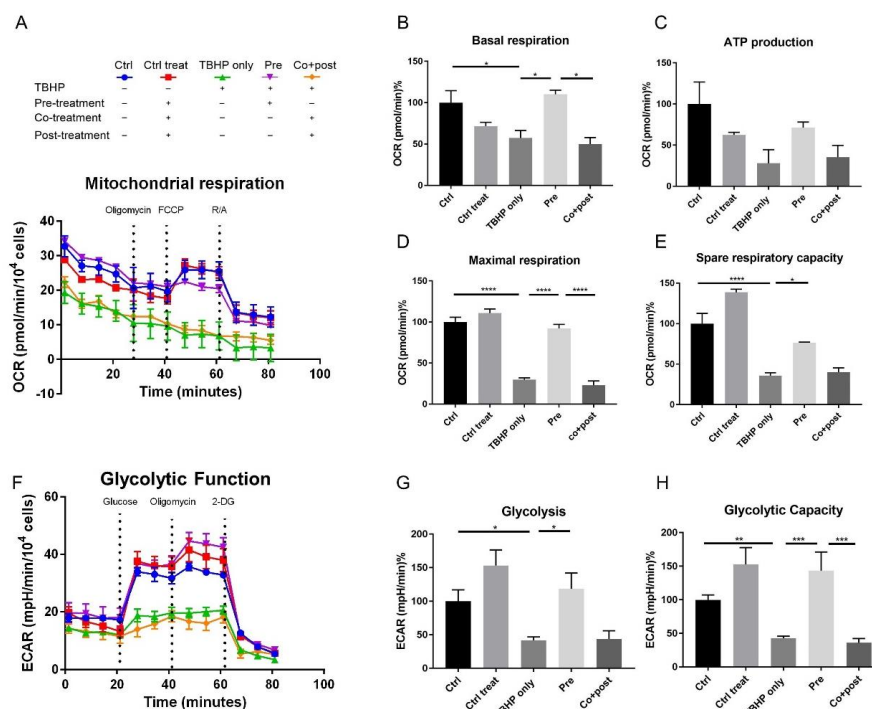 A
Ctrl Ctrl treat TBHP only Pre Co+post
TBHP – – + + +
Pre-treatment – + – + –
Co-treatment – + – – +
Post-treatment – + – – +
Mitochondrial respiration
Oligomycin FCCP R/A
OCR (pmol/min/10⁴ cells)
40
30
20
10
0
-10
0 20 40 60 80 100
Time (minutes)
B
Basal respiration
OCR (pmol/min)%
150
100
50
0
* * *
Ctrl Ctrl treat TBHP only Pre Co+post
C
ATP production
OCR (pmol/min)%
150
100
50
0
Ctrl Ctrl treat TBHP only Pre Co+post
D
Maximal respiration
OCR (pmol/min)%
150
100
50
0
**** **** ****
Ctrl Ctrl treat TBHP only Pre co+post
E
Spare respiratory capacity
OCR (pmol/min)%
150
100
50
0
**** *
Ctrl Ctrl treat TBHP only Pre Co+post
F
Glycolytic Function
Glucose Oligomycin 2-DG
ECAR (mpH/min/10⁴ cells)
60
40
20
0
0 20 40 60 80 100
Time (minutes)
G
Glycolysis
ECAR (mpH/min)%
200
150
100
50
0
* *
Ctrl Ctrl treat TBHP only Pre Co+post
H
Glycolytic Capacity
ECAR (mpH/min)%
200
150
100
50
0
** *** ***
Ctrl Ctrl treat TBHP only Pre Co+post